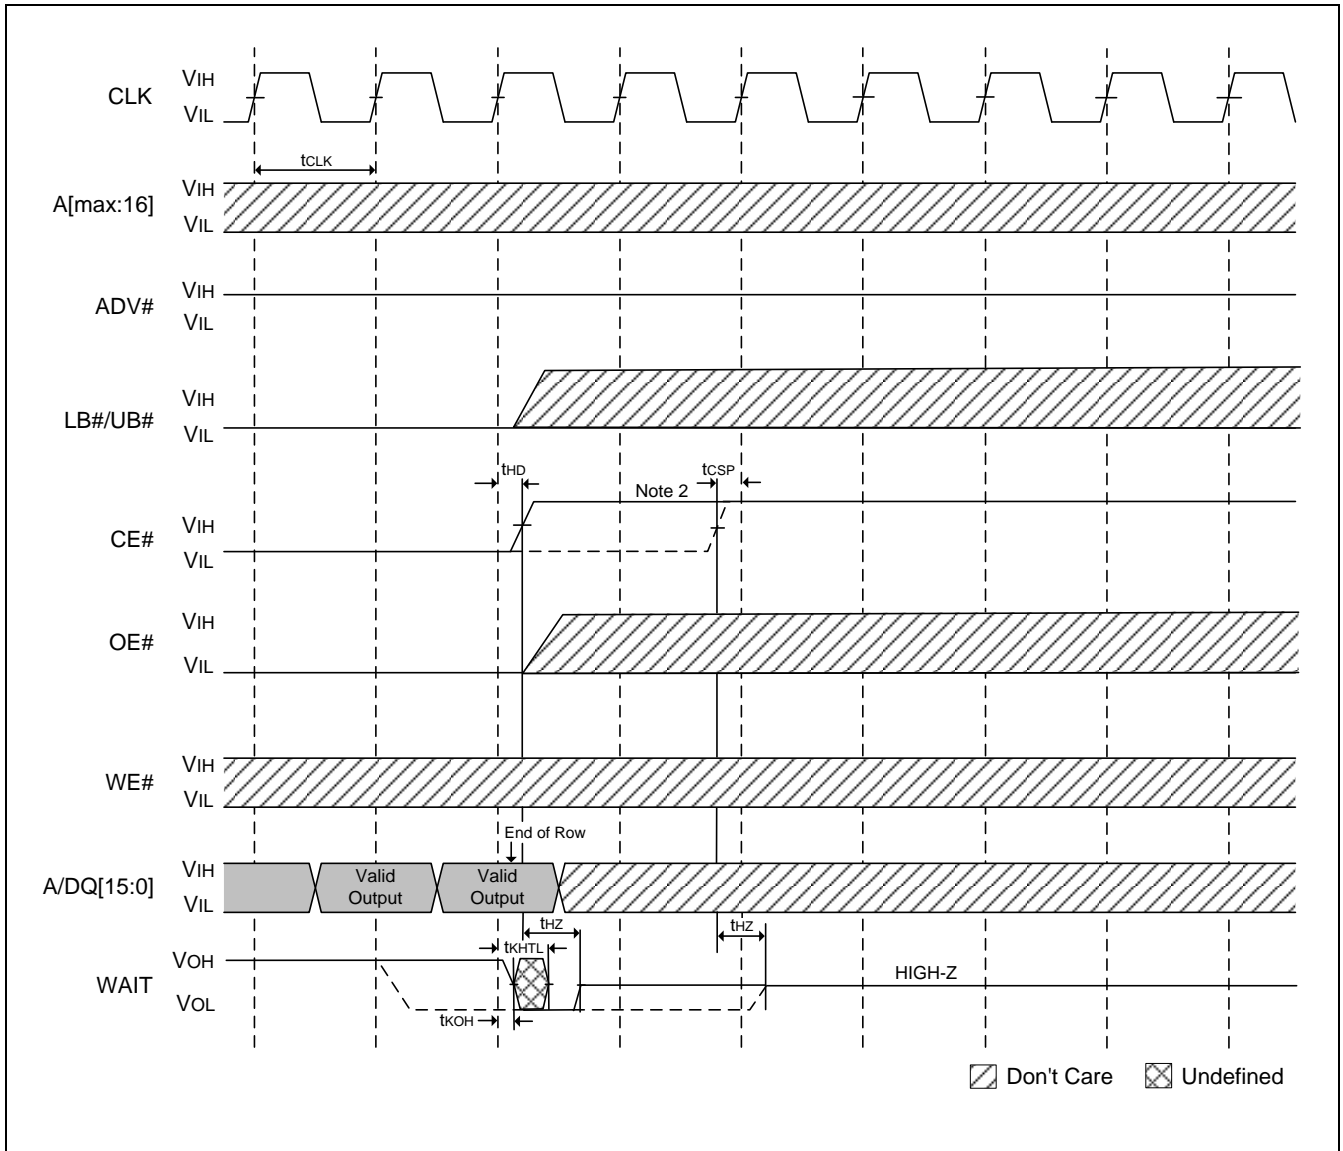 CLK
VIH
VIL
tCLK
A[max:16]
VIH
VIL
ADV#
VIH
VIL
LB#/UB#
VIH
VIL
tHD
tCSP
Note 2
CE#
VIH
VIL
OE#
VIH
VIL
WE#
VIH
VIL
End of Row
A/DQ[15:0]
VIH
VIL
Valid
Output
Valid
Output
tHZ
tHZ
tKHTL
WAIT
VOH
VOL
HIGH-Z
tKOH
Don't Care
Undefined